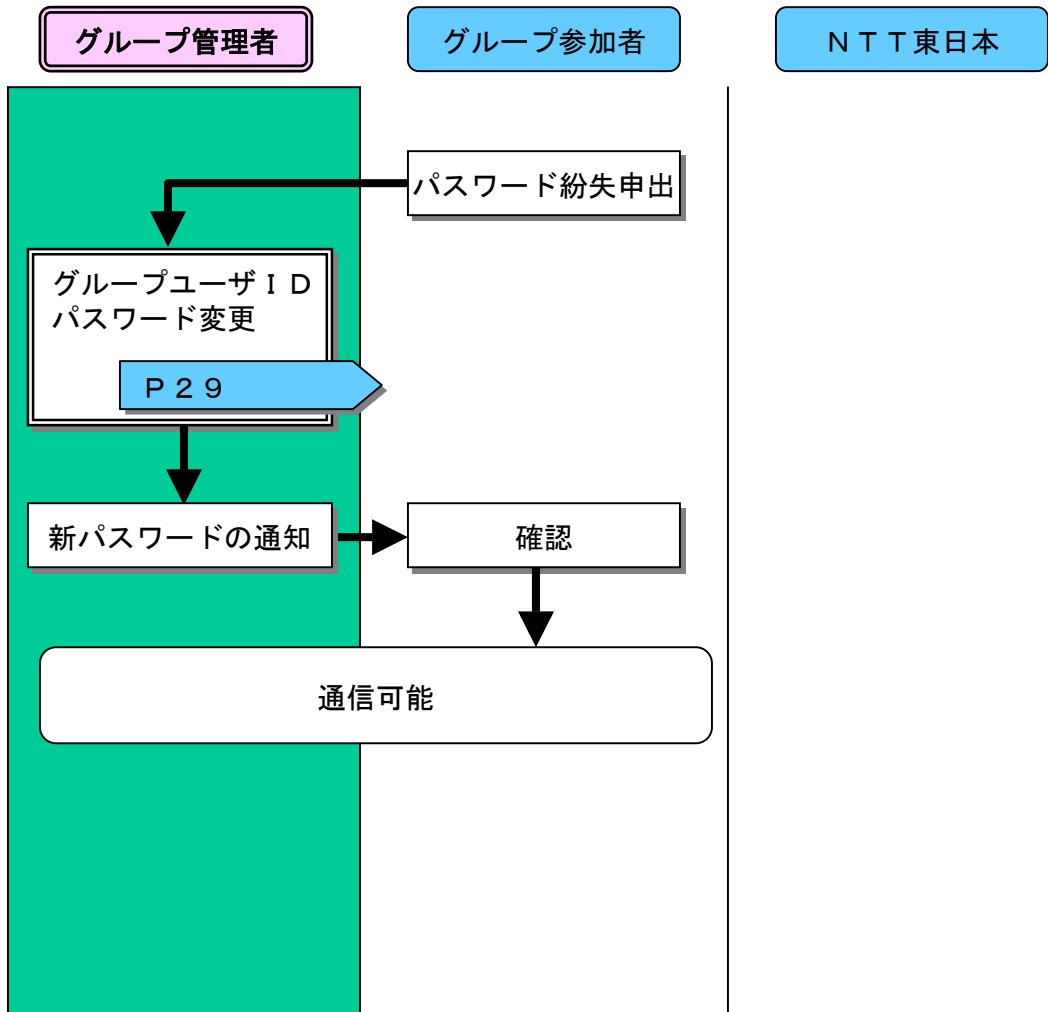 グループ管理者
グループ参加者
ＮＴＴ東日本
パスワード紛失申出
グループユーザＩＤ
パスワード変更
Ｐ２９
新パスワードの通知
確認
通信可能